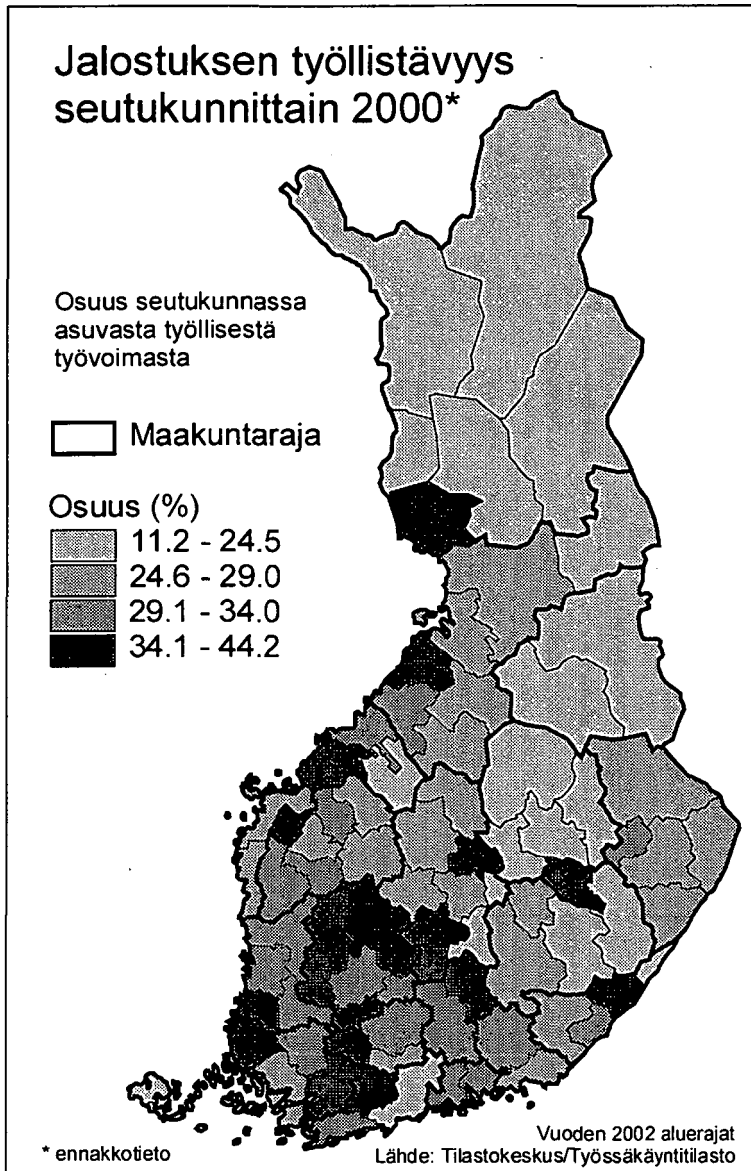 Jalostuksen työllistävyys
seutukunnittain 2000*
Osuus seutukunnassa
asuvasta työllisestä
työvoimasta
Maakuntaraja
Osuus (%)
11.2 - 24.5
24.6 - 29.0
29.1 - 34.0
34.1 - 44.2
* ennakkotieto
Vuoden 2002 aluerajat
Lähde: Tilastokeskus/Työssäkäyntitilasto